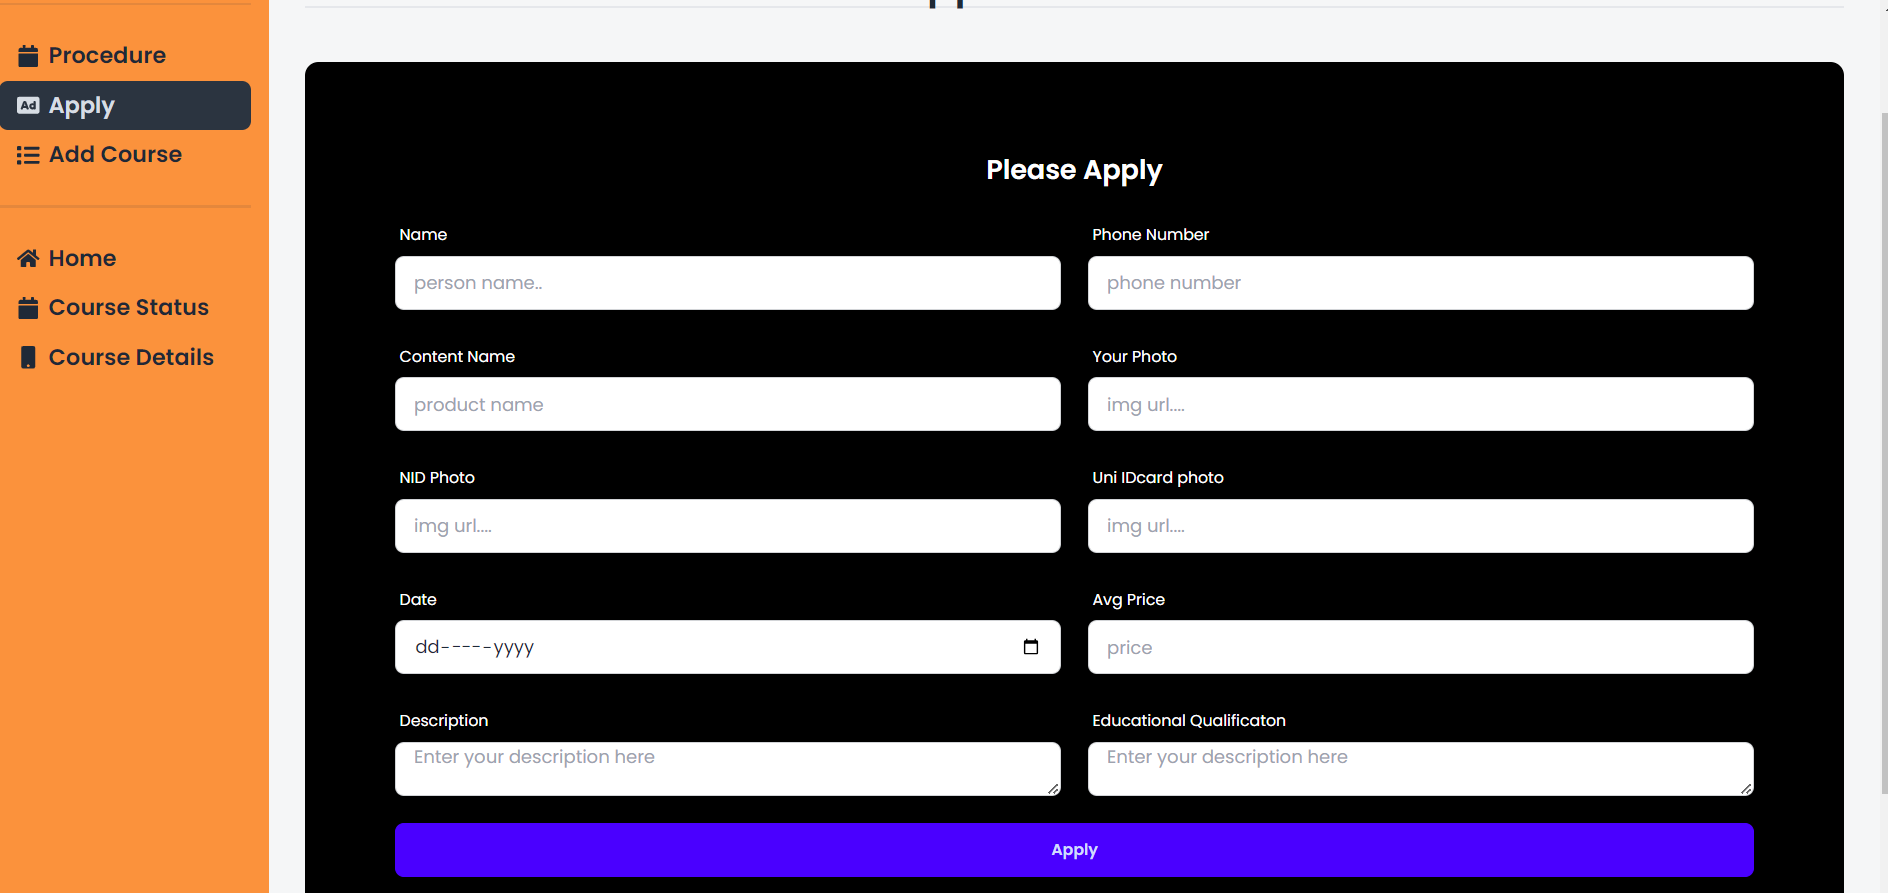 Procedure
Ad Apply
Add Course
Home
Course Status
Course Details
Please Apply
Name
Phone Number
person name..
phone number
Content Name
Your Photo
product name
img url....
NID Photo
Uni IDcard photo
img url....
img url....
Date
Avg Price
dd-----yyyy
price
Description
Educational Qualificaton
Enter your description here
Enter your description here
Apply